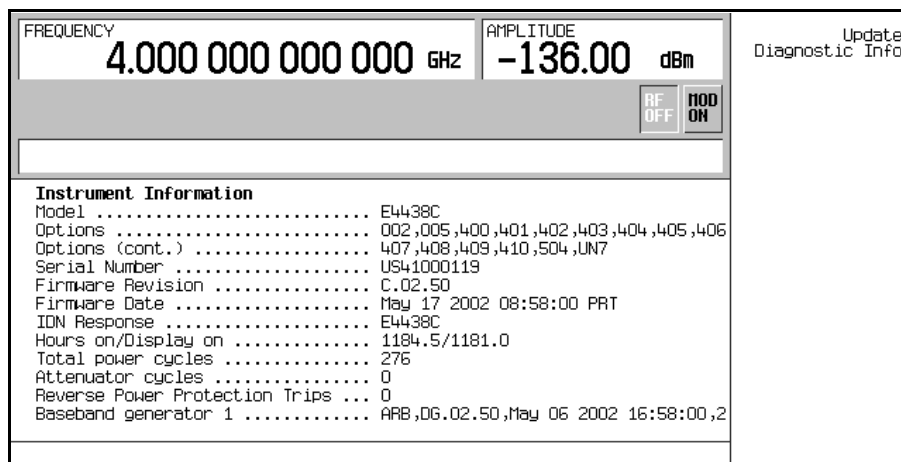 FREQUENCY
4.000 000 000 000 GHz
AMPLITUDE
-136.00 dBm
Update
Diagnostic Info
RF
OFF
MOD
ON
Instrument Information
Model ........................... E4438C
Options ......................... 002,005,400,401,402,403,404,405,406
Options (cont.) ................. 407,408,409,410,504,UN7
Serial Number ................... US41000119
Firmware Revision ............... C.02.50
Firmware Date ................... May 17 2002 08:58:00 PRT
IDN Response .................... E4438C
Hours on/Display on ............. 1184.5/1181.0
Total power cycles .............. 276
Attenuator cycles ............... 0
Reverse Power Protection Trips ... 0
Baseband generator 1 ............. ARB,DG.02.50,May 06 2002 16:58:00,2